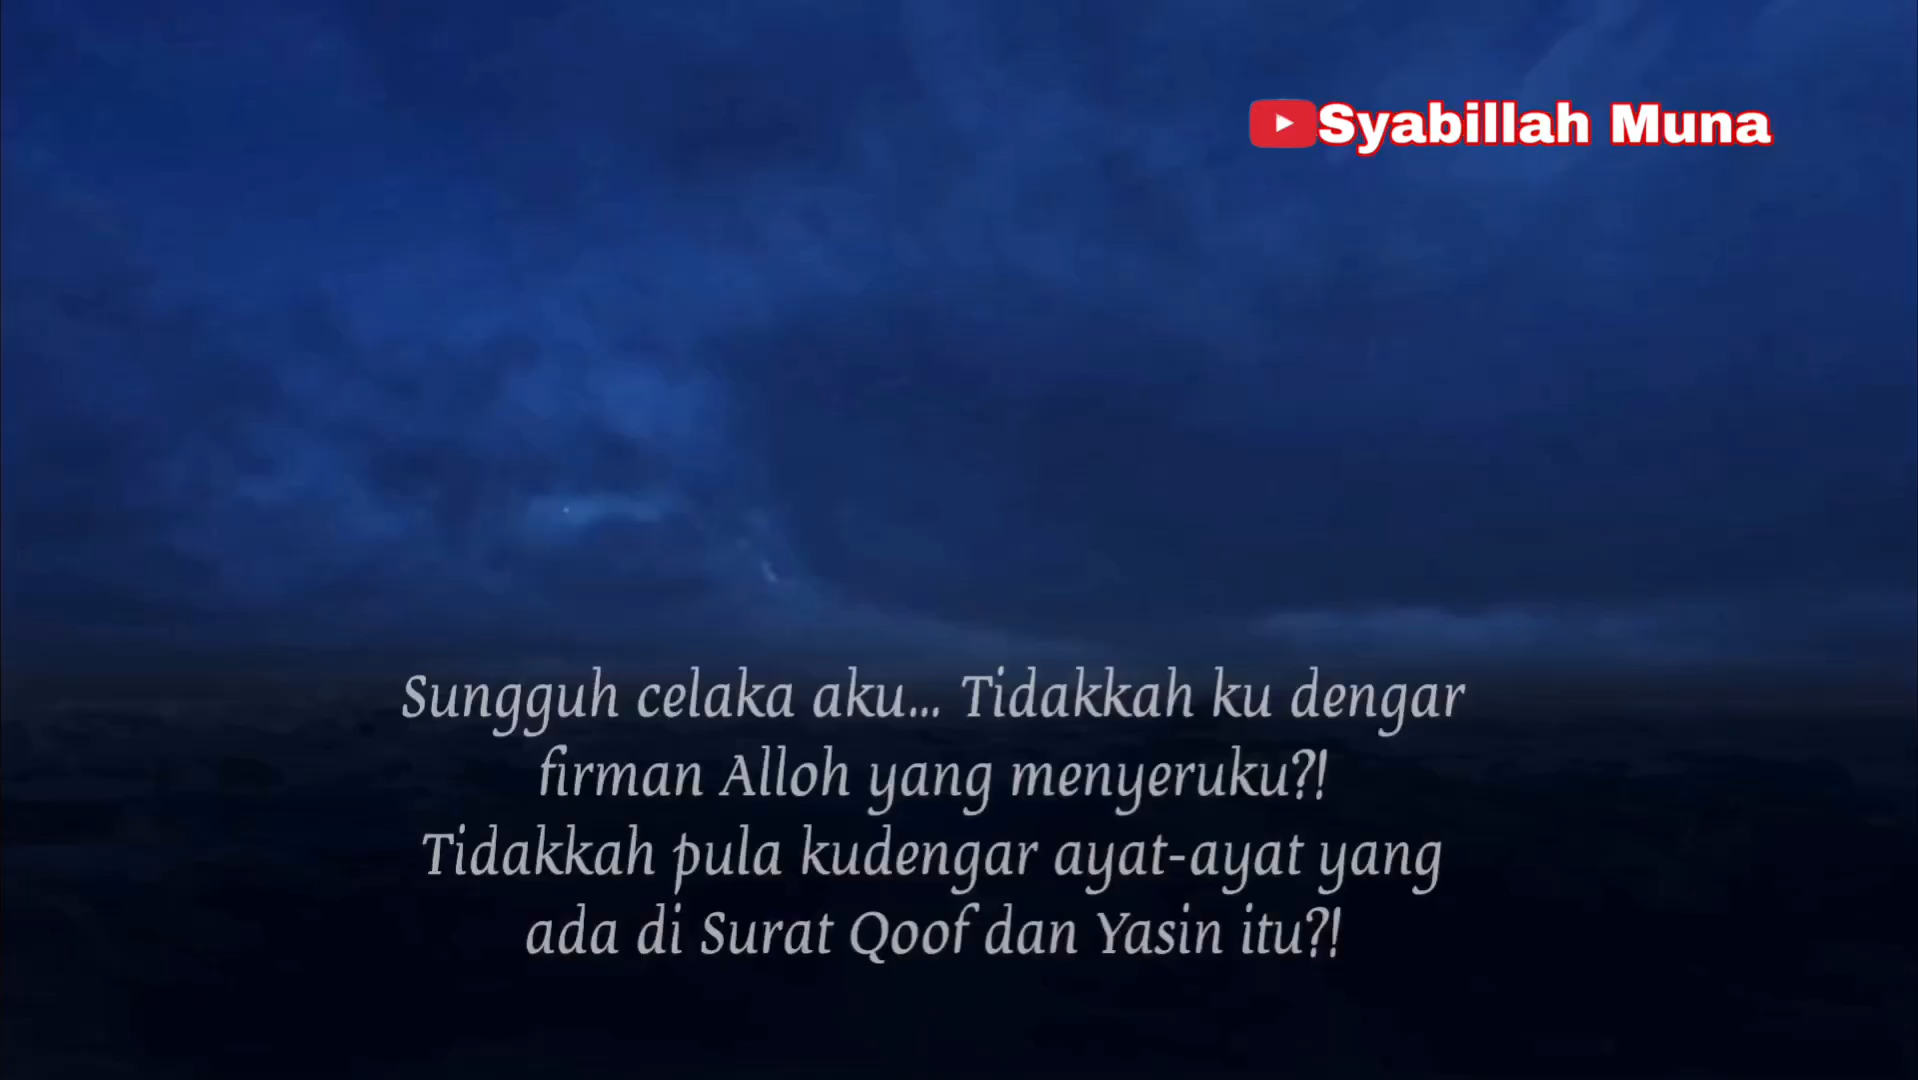 Syabillah Muna
Sungguh celaka aku... Tidakkah ku dengar
firman Alloh yang menyeruku?!
Tidakkah pula kudengar ayat-ayat yang
ada di Surat Qoof dan Yasin itu?!